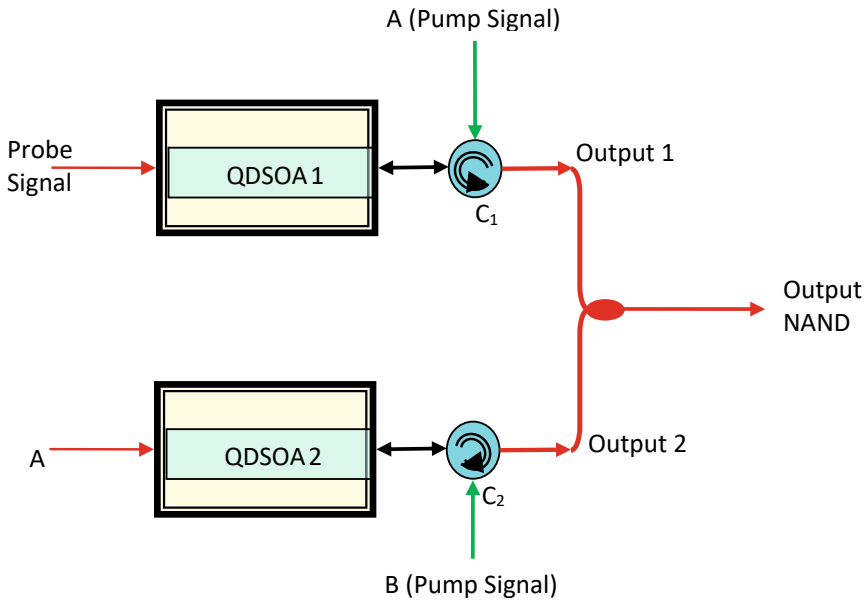 A (Pump Signal)
Probe
Signal
QDSOA 1
Output 1
C₁
Output
NAND
A
QDSOA 2
Output 2
C₂
B (Pump Signal)